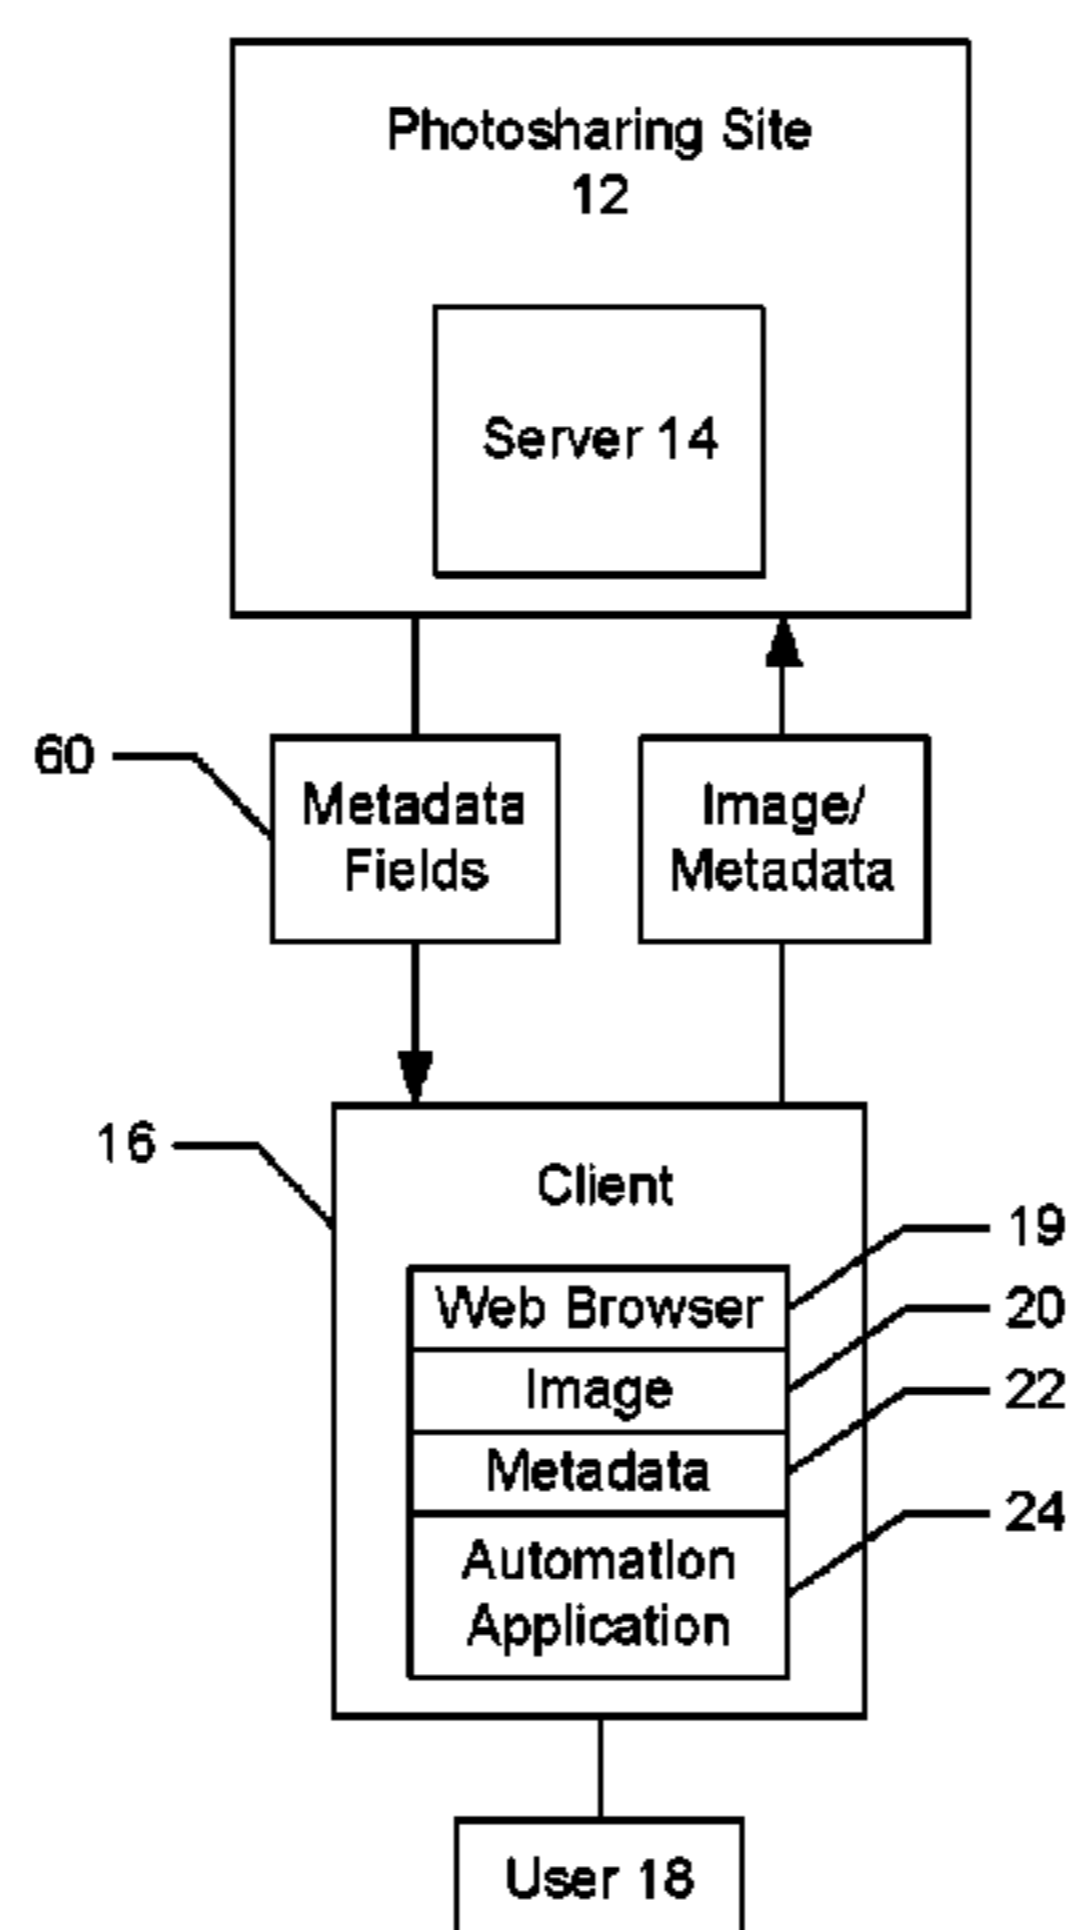 Photosharing Site
12
Server 14
60
Metadata
Fields
Image/
Metadata
16
Client
19
Web Browser
20
Image
22
Metadata
24
Automation
Application
User 18